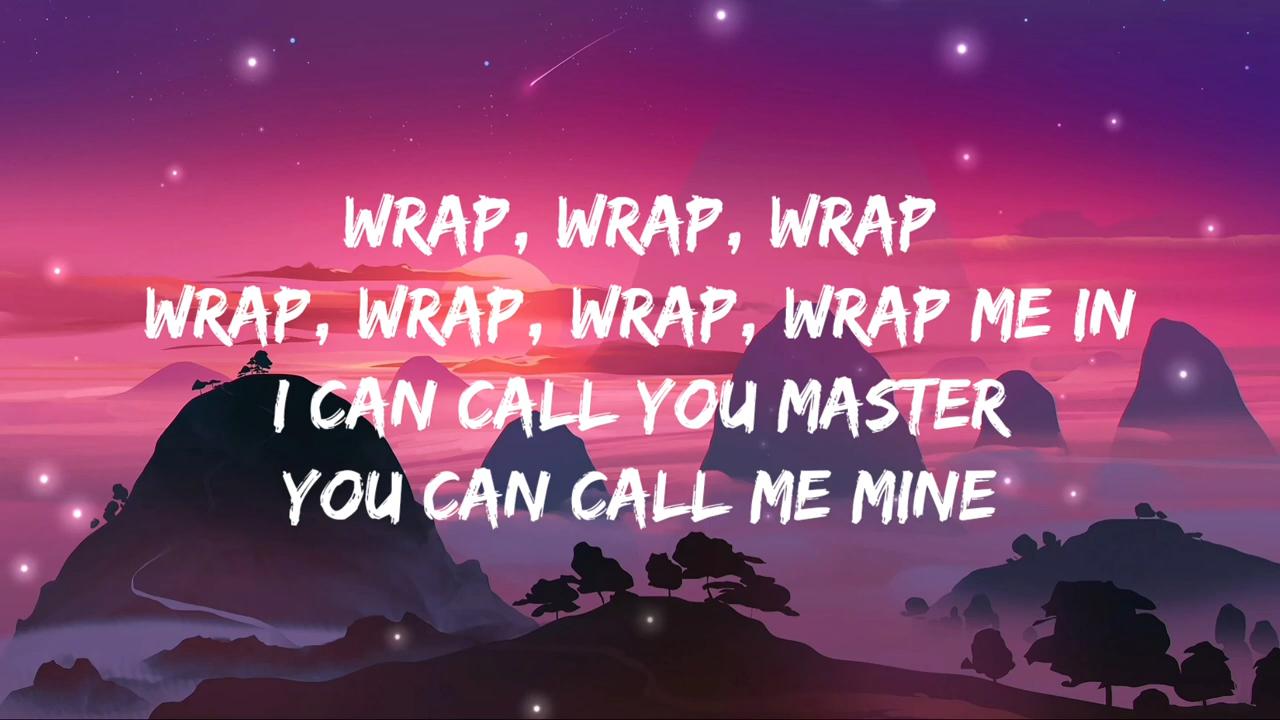 WRAP, WRAP, WRAP
WRAP, WRAP, WRAP, WRAP ME IN
I CAN CALL YOU MASTER
YOU CAN CALL ME MINE